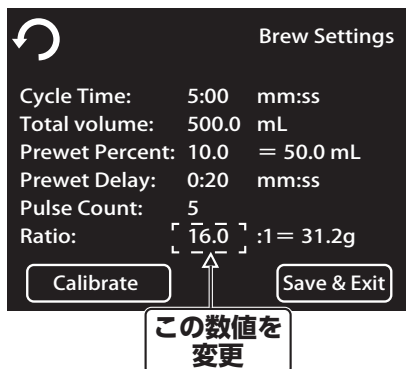 Brew Settings
Cycle Time: 5:00 mm:ss
Total volume: 500.0 mL
Prewet Percent: 10.0 = 50.0 mL
Prewet Delay: 0:20 mm:ss
Pulse Count: 5
Ratio: 16.0 :1= 31.2g
Calibrate Save & Exit
この数値を
変更